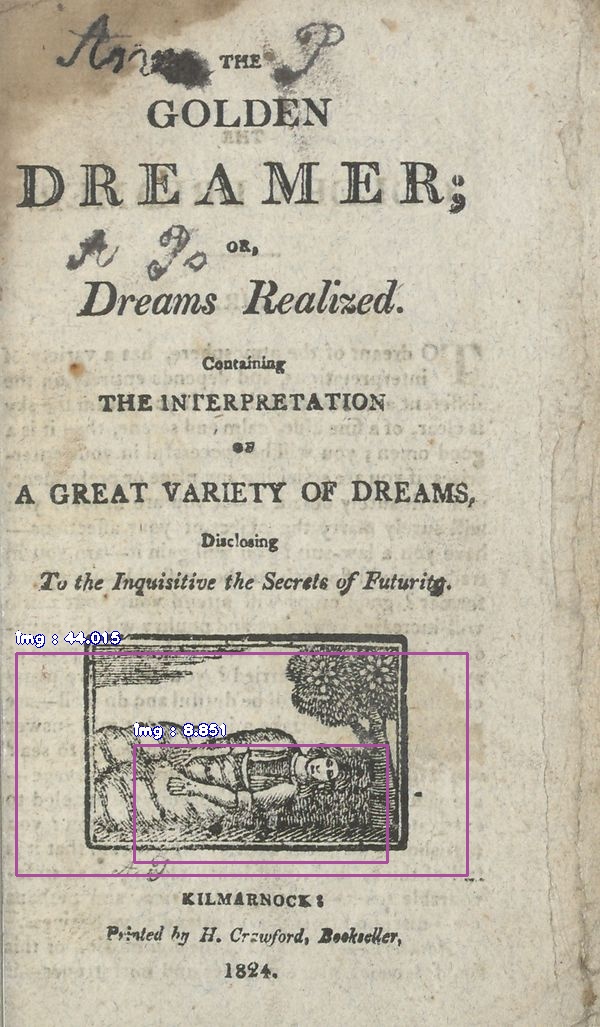 THE
GOLDEN
DREAMER;
A Po
OR,
Dreams Realized.
Containing
THE INTERPRETATION
OF
A GREAT VARIETY OF DREAMS,
Disclosing
To the Inquisitive the Secrets of Futurity.
img : 44.015
img : 8.851
KILMARNOCK:
Printed by H. Crawford, Bookseller,
1824.